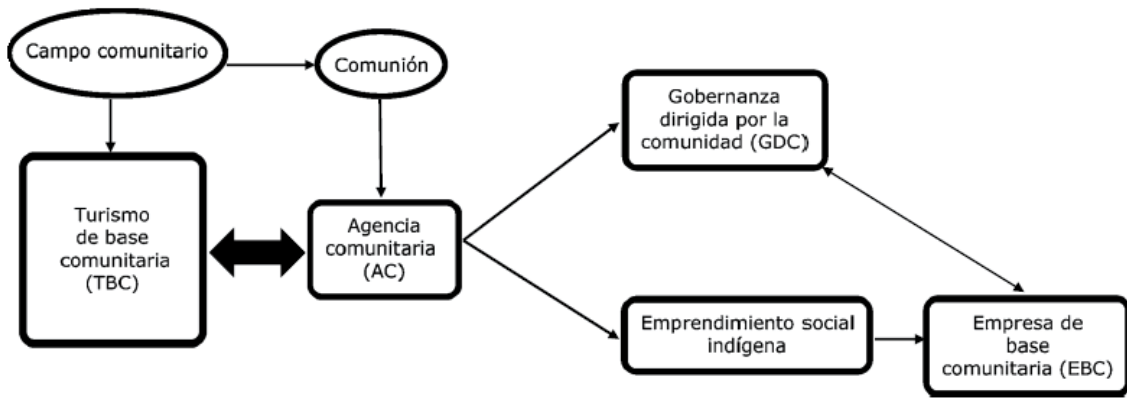 Campo comunitario
Comunión
Gobernanza
dirigida por la
comunidad (GDC)
Turismo
de base
comunitaria
(TBC)
Agencia
comunitaria
(AC)
Emprendimiento social
indígena
Empresa de
base
comunitaria (EBC)